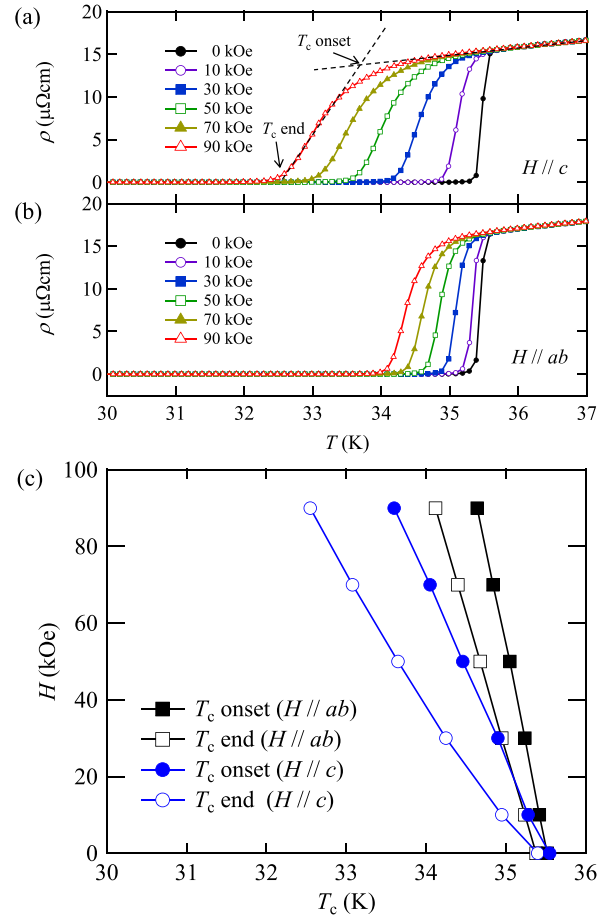 (a)
20
15
10
5
0
ρ (μΩcm)
0 kOe
10 kOe
30 kOe
50 kOe
70 kOe
90 kOe
Tc onset
Tc end
H // c
(b)
20
15
10
5
0
ρ (μΩcm)
0 kOe
10 kOe
30 kOe
50 kOe
70 kOe
90 kOe
H // ab
30 31 32 33 34 35 36 37
T (K)
(c)
100
80
60
40
20
0
H (kOe)
Tc onset (H // ab)
Tc end (H // ab)
Tc onset (H // c)
Tc end (H // c)
30 31 32 33 34 35 36
Tc (K)